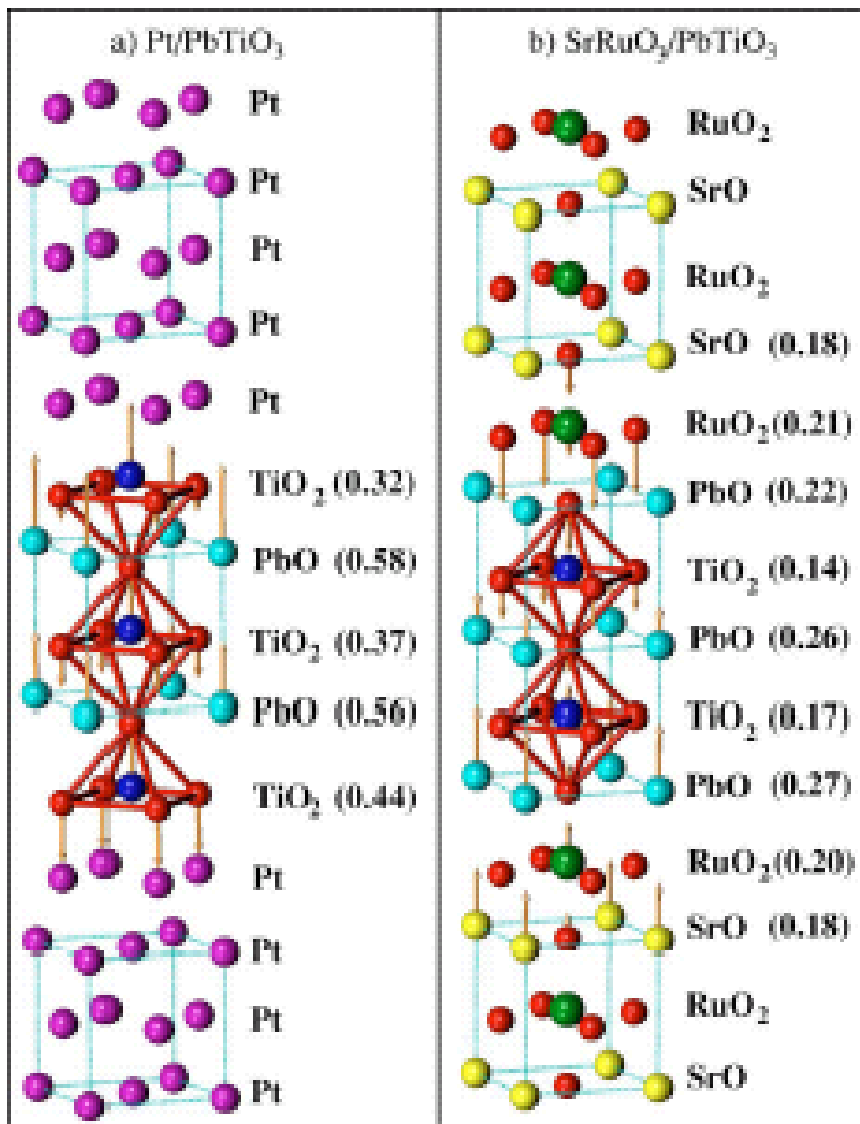 a) Pt/PbTiO₃
Pt
Pt
Pt
Pt
Pt
TiO₂ (0.32)
PbO (0.58)
TiO₂ (0.37)
PbO (0.56)
TiO₂ (0.44)
Pt
Pt
Pt
Pt
b) SrRuO₃/PbTiO₃
RuO₂
SrO
RuO₂
SrO (0.18)
RuO₂(0.21)
PbO (0.22)
TiO₂ (0.14)
PbO (0.26)
TiO₂ (0.17)
PbO (0.27)
RuO₂(0.20)
SrO (0.18)
RuO₂
SrO